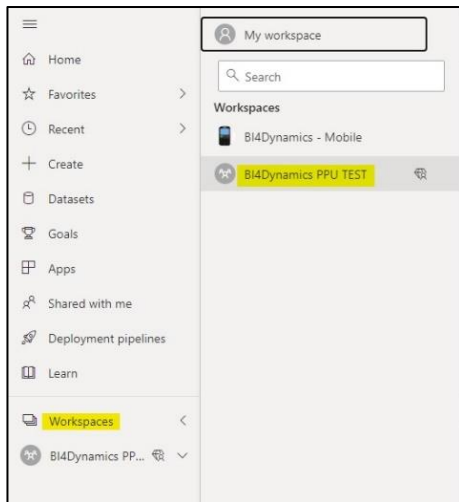 Home
Favorites
Recent
Create
Datasets
Goals
Apps
Shared with me
Deployment pipelines
Learn
Workspaces
BI4Dynamics PP...
My workspace
Search
Workspaces
BI4Dynamics - Mobile
BI4Dynamics PPU TEST